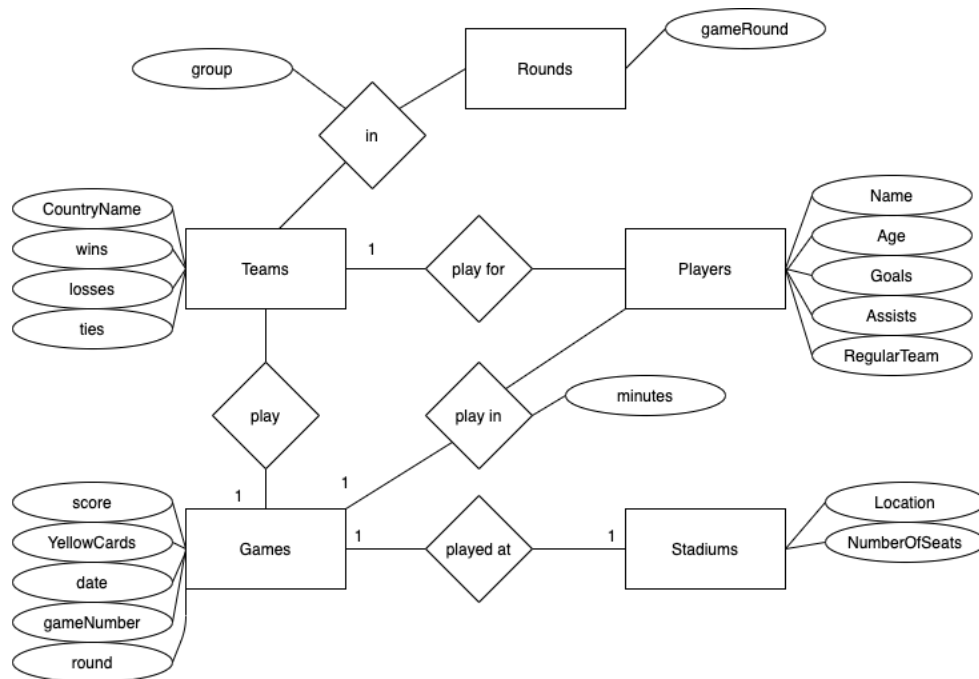 gameRound
group
Rounds
in
CountryName
Name
wins
Age
1
Teams
play for
Players
losses
Goals
ties
Assists
RegularTeam
play
play in
minutes
1
1
score
Location
YellowCards
1
1
NumberOfSeats
Games
played at
Stadiums
date
gameNumber
round